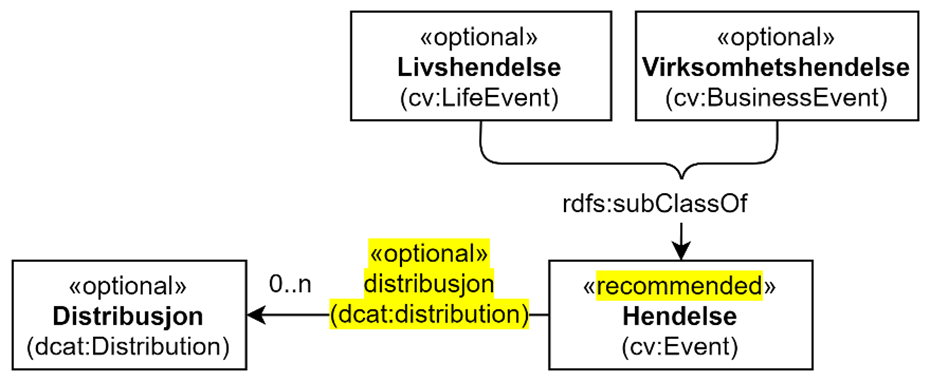 «optional»
Livshendelse
(cv:LifeEvent)
«optional»
Virksomhetshendelse
(cv:BusinessEvent)
rdfs:subClassOf
«optional»
Distribusjon
(dcat:Distribution)
0..n
«optional»
distribusjon
(dcat:distribution)
«recommended»
Hendelse
(cv:Event)